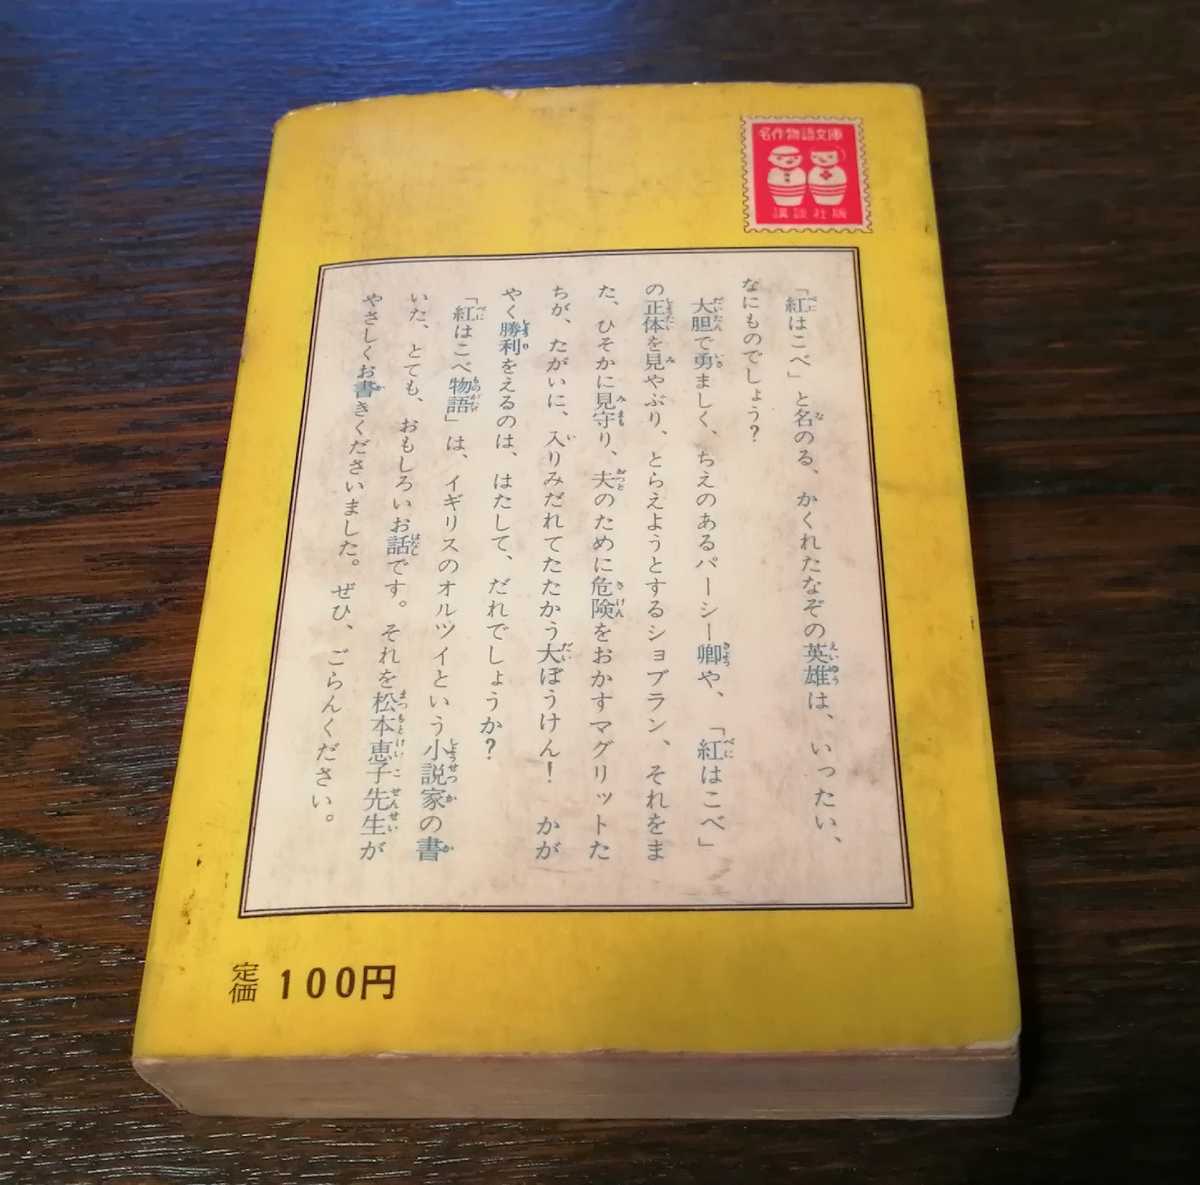 名作物語文庫
講談社版
「紅はこべ」と名のる、かくれたなぞの英雄は、いったい、
なにものでしょう?
大胆で勇ましく、ちえのあるパーシー卿や、「紅はこべ」
の正体を見やぶり、とらえようとするショブラン、それをま
た、ひそかに見守り、夫のために危険をおかすマグリットた
ちが、たがいに、入りみだれてたたかう大ぼうけん! かが
やく勝利をえるのは、はたして、だれでしょうか?
「紅はこべ物語」は、イギリスのオルツイという小説家の書
いた、とても、おもしろいお話です。それを松本恵子先生が
やさしくお書きくださいました。ぜひ、ごらんください。
定価 100円